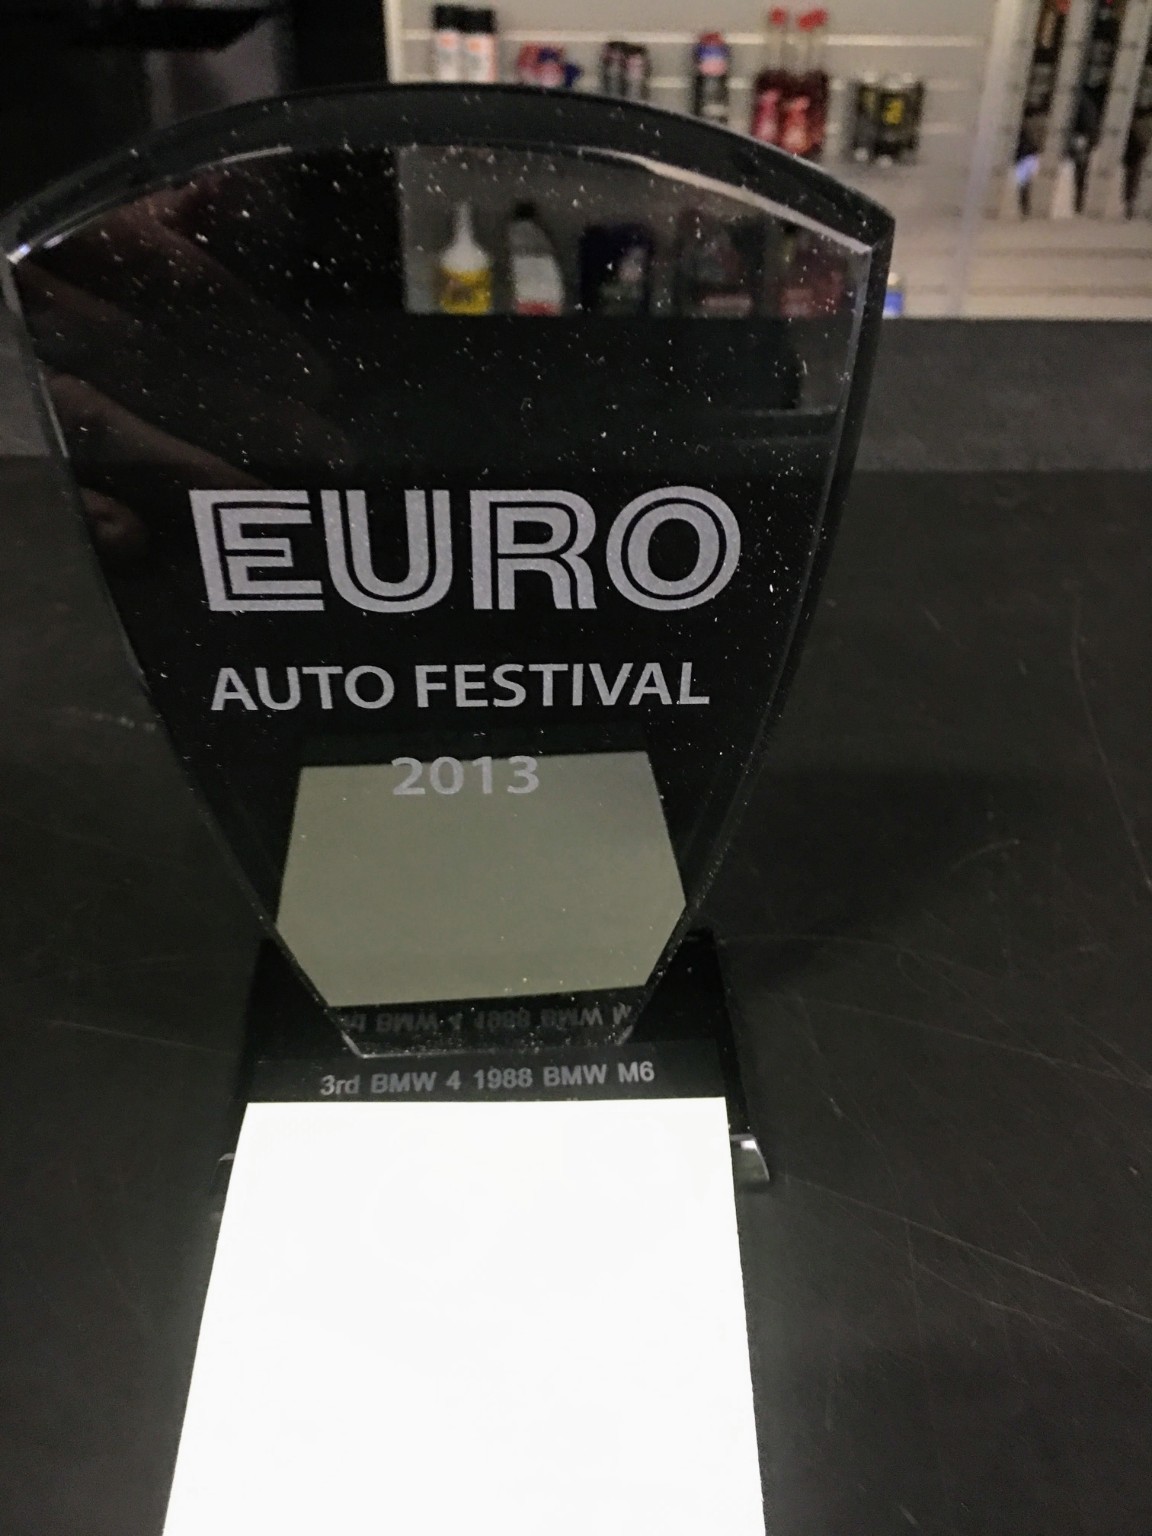 EURO
AUTO FESTIVAL
2013
3rd BMW 4 1988 BMW M6